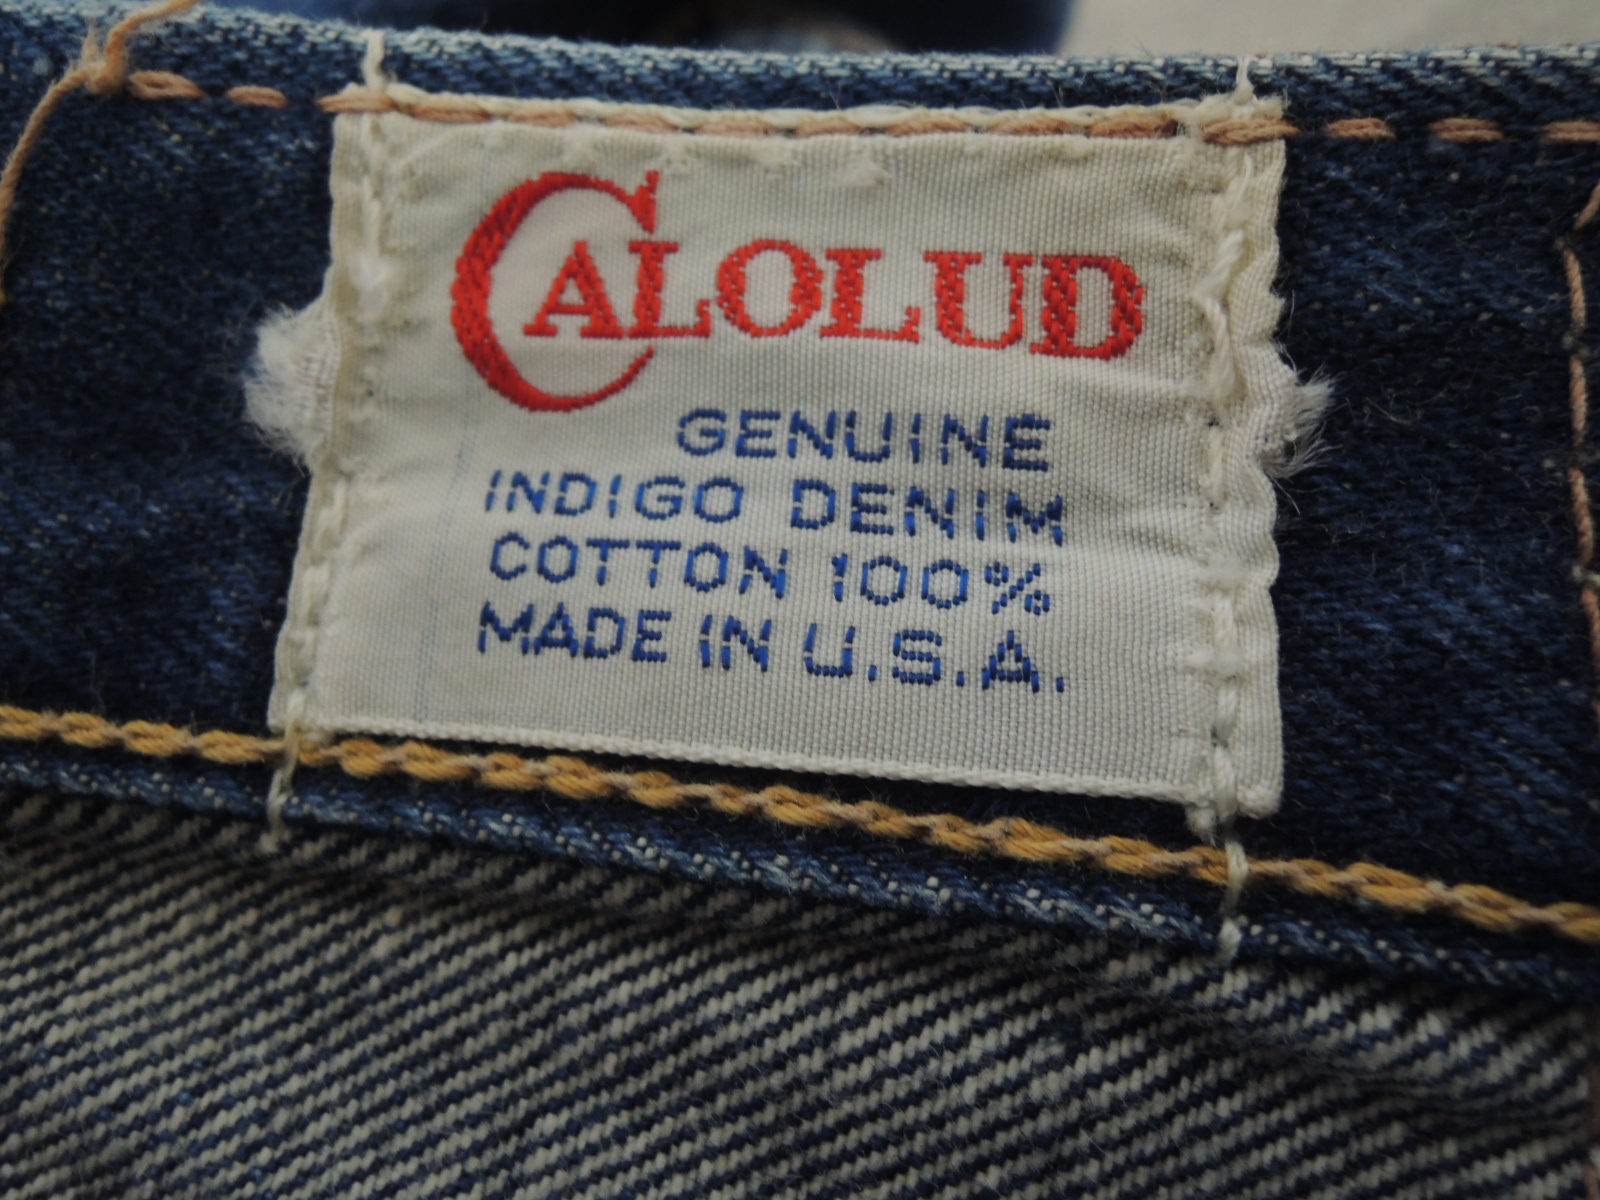 CALOLUD
GENUINE
INDIGO DENIM
COTTON 100%
MADE IN U.S.A.